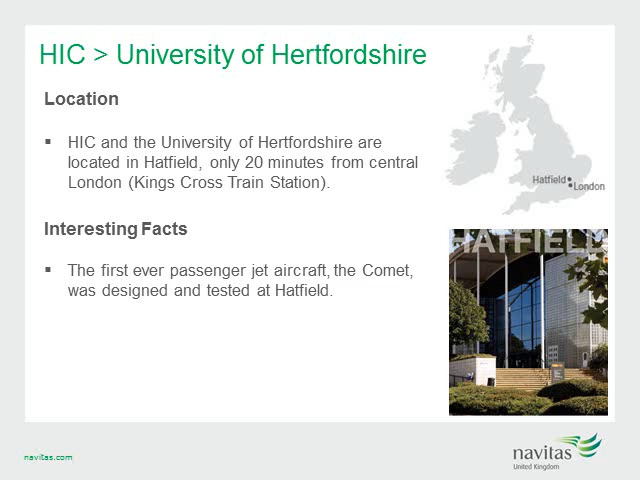 HIC > University of Hertfordshire
Location
▪ HIC and the University of Hertfordshire are
located in Hatfield, only 20 minutes from central
London (Kings Cross Train Station).
Interesting Facts
▪ The first ever passenger jet aircraft, the Comet,
was designed and tested at Hatfield.
Hatfield
London
HATFIELD
navitas.com
navitas
United Kingdom